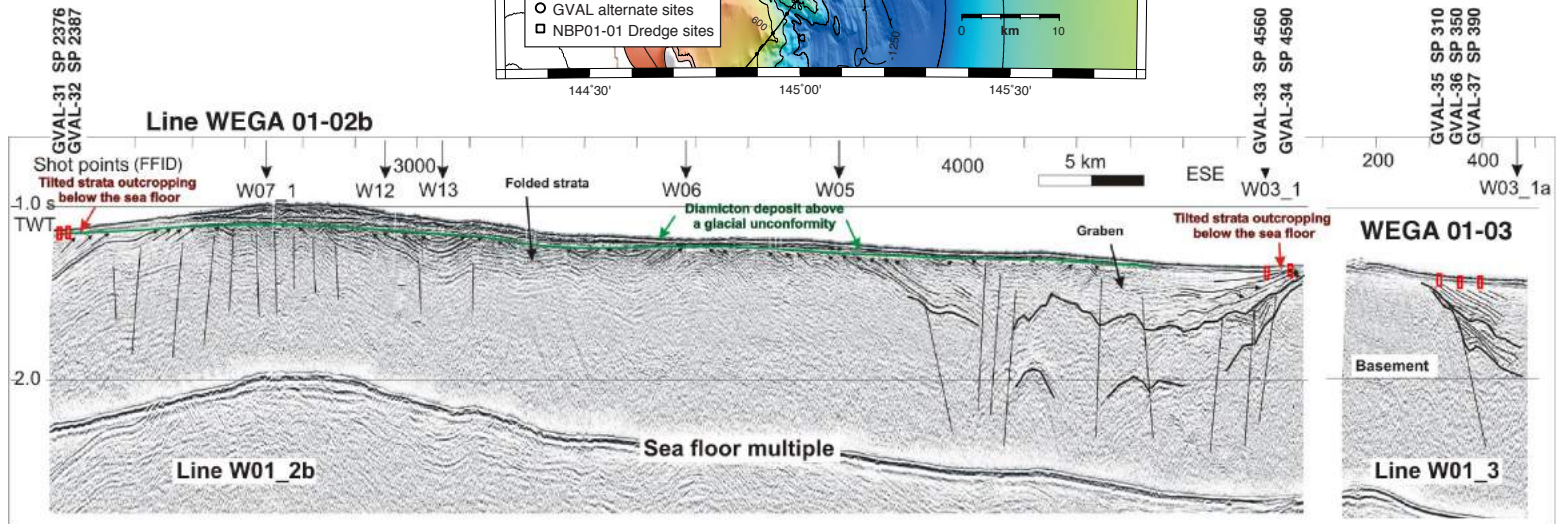 GVAL alternate sites
NBP01-01 Dredge sites
600
-1250
0 km 10
144°30' 145°00' 145°30'
GVAL-31 SP 2376
GVAL-32 SP 2387
GVAL-33 SP 4560
GVAL-34 SP 4590
GVAL-35 SP 310
GVAL-36 SP 350
GVAL-37 SP 390
Line WEGA 01-02b
Shot points (FFID) 3000 4000 5 km ESE 200 400
W07_1 W12 W13 W06 W05 W03_1 W03_1a
Tilted strata outcropping
below the sea floor
Folded strata
Diamicton deposit above
a glacial unconformity
Graben
Tilted strata outcropping
below the sea floor
WEGA 01-03
-1.0 s
TWT
-2.0
Basement
Sea floor multiple
Line W01_2b
Line W01_3